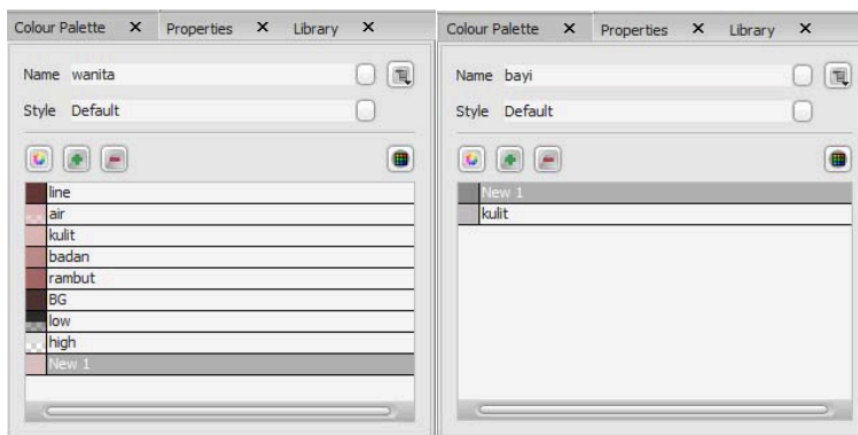 Colour Palette
Properties
Library
Name wanita
Style Default
line
air
kulit
badan
rambut
BG
low
high
New 1
Colour Palette
Properties
Library
Name bayi
Style Default
New 1
kulit